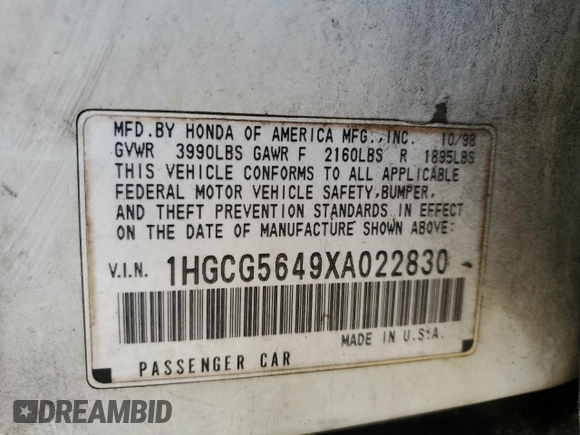 MFD.BY HONDA OF AMERICA MFG.,INC. 10/98
GVWR 3990LBS GAWR F 2160LBS R 1895LBS
THIS VEHICLE CONFORMS TO ALL APPLICABLE
FEDERAL MOTOR VEHICLE SAFETY,BUMPER,
AND THEFT PREVENTION STANDARDS IN EFFECT
ON THE DATE OF MANUFACTURE SHOWN ABOVE:
V.I.N. 1HGCG5649XA022830
MADE IN U.S.A.
PASSENGER CAR
DREAMBID